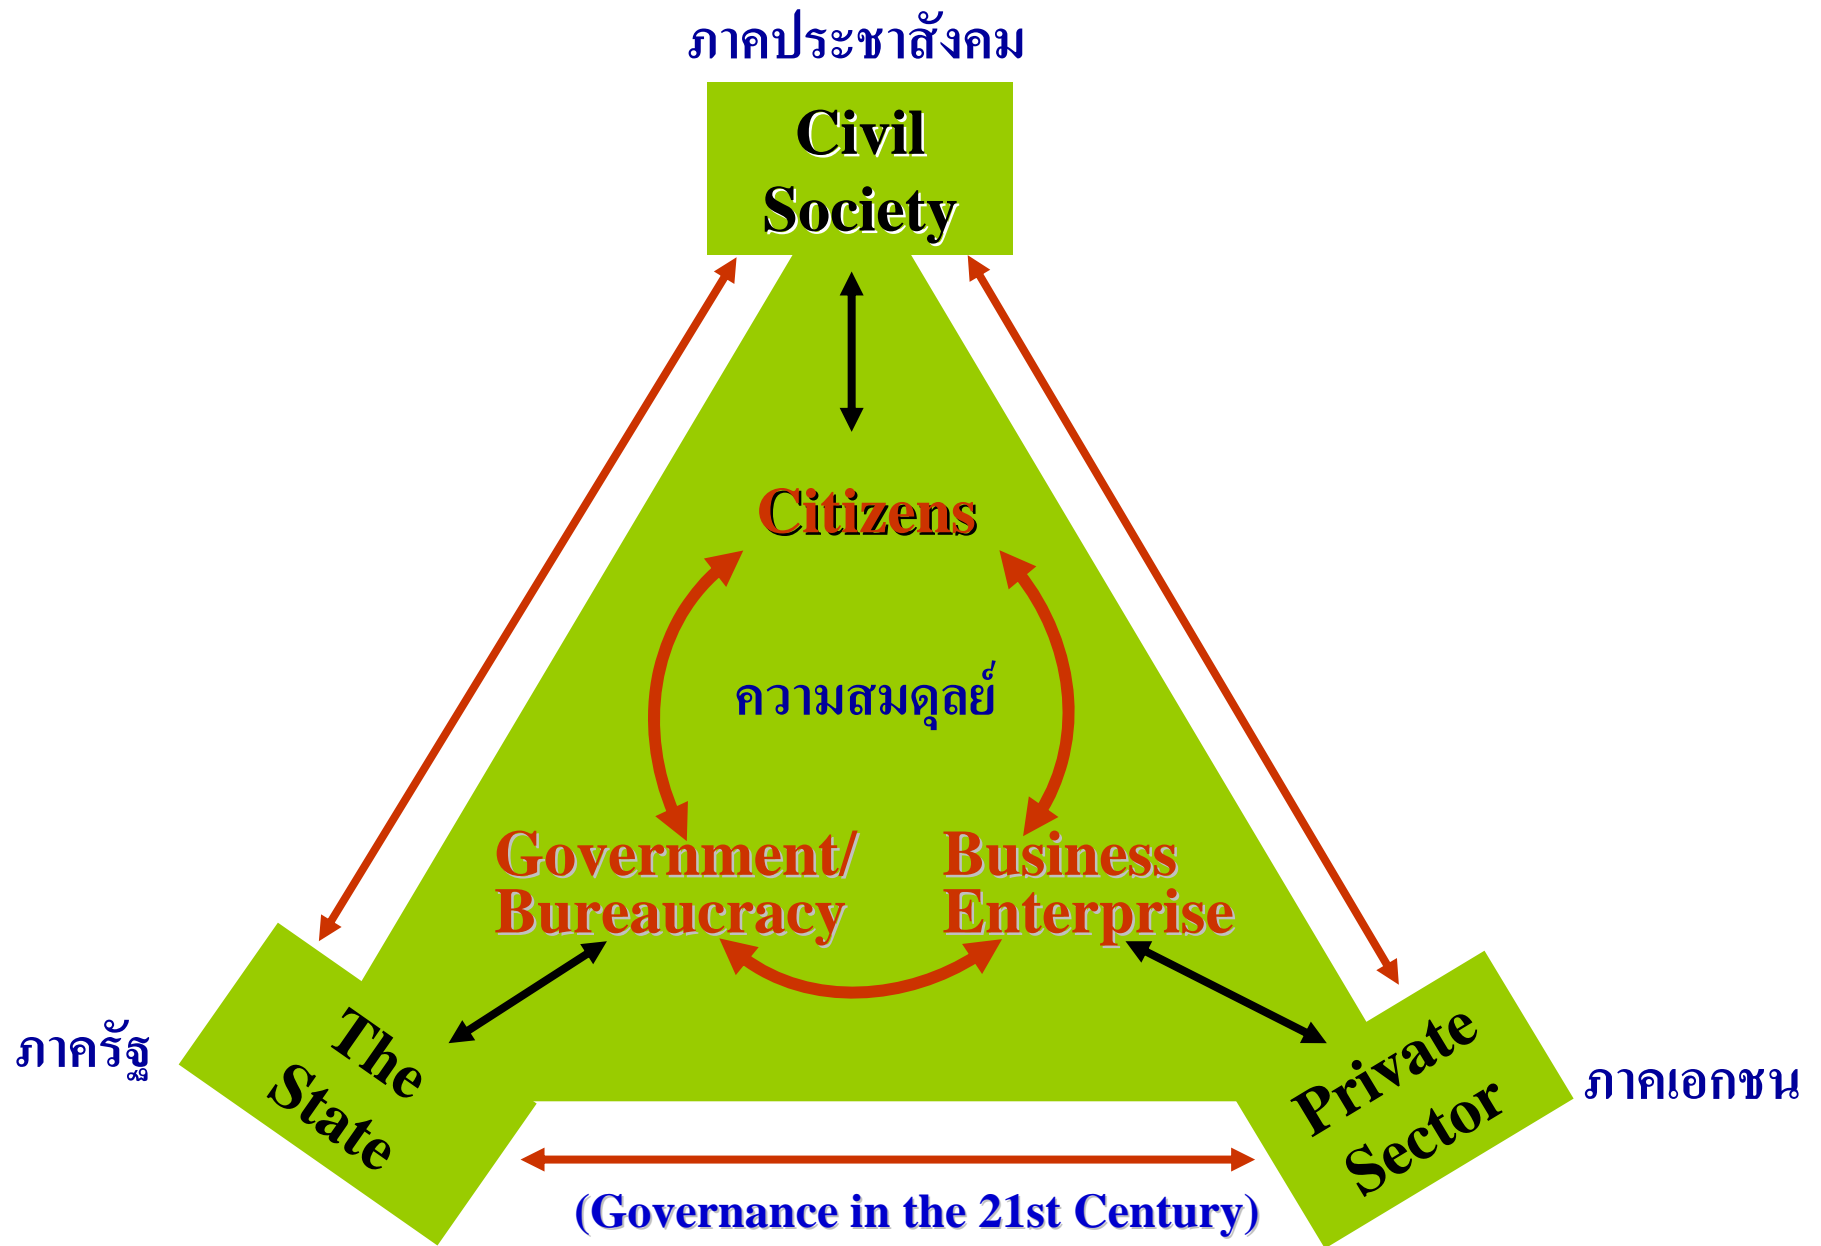 ภาคประชาสังคม
Civil
Society
Citizens
ความสมดุลย์
Government/
Bureaucracy
Business
Enterprise
ภาครัฐ
The
State
Private
Sector
ภาคเอกชน
(Governance in the 21st Century)